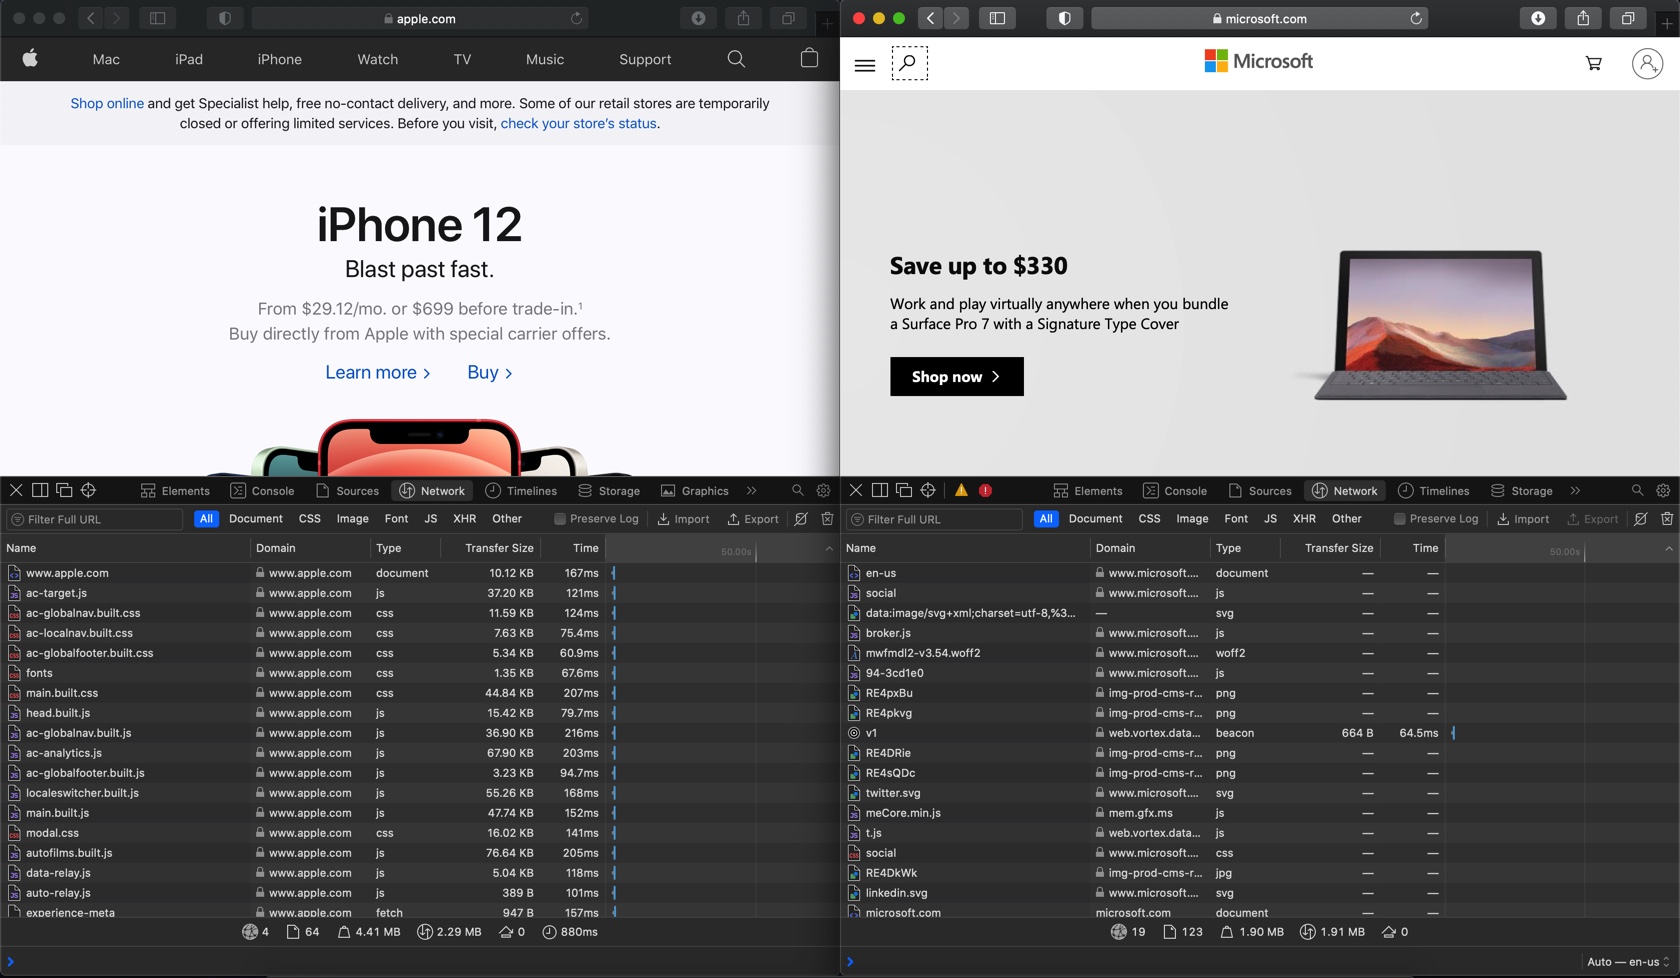 apple.com
Mac iPad iPhone Watch TV Music Support
Shop online and get Specialist help, free no-contact delivery, and more. Some of our retail stores are temporarily
closed or offering limited services. Before you visit, check your store's status.
iPhone 12
Blast past fast.
From $29.12/mo. or $699 before trade-in.¹
Buy directly from Apple with special carrier offers.
Learn more > Buy >
Elements Console Sources Network Timelines Storage Graphics »
Filter Full URL All Document CSS Image Font JS XHR Other Preserve Log Import Export
Name Domain Type Transfer Size Time 50.00s
www.apple.com www.apple.com document 10.12 KB 167ms
ac-target.js www.apple.com js 37.20 KB 121ms
ac-globalnav.built.css www.apple.com css 11.59 KB 124ms
ac-localnav.built.css www.apple.com css 7.63 KB 75.4ms
ac-globalfooter.built.css www.apple.com css 5.34 KB 60.9ms
fonts www.apple.com css 1.35 KB 67.6ms
main.built.css www.apple.com css 44.84 KB 207ms
head.built.js www.apple.com js 15.42 KB 79.7ms
ac-globalnav.built.js www.apple.com js 36.90 KB 216ms
ac-analytics.js www.apple.com js 67.90 KB 203ms
ac-globalfooter.built.js www.apple.com js 3.23 KB 94.7ms
localeswitcher.built.js www.apple.com js 55.26 KB 168ms
main.built.js www.apple.com js 47.74 KB 152ms
modal.css www.apple.com css 16.02 KB 141ms
autofilms.built.js www.apple.com js 76.64 KB 205ms
data-relay.js www.apple.com js 5.04 KB 118ms
auto-relay.js www.apple.com js 389 B 101ms
experience-meta www.apple.com fetch 947 B 157ms
4 64 4.41 MB 2.29 MB 0 880ms
microsoft.com
Microsoft
Save up to $330
Work and play virtually anywhere when you bundle
a Surface Pro 7 with a Signature Type Cover
Shop now >
Elements Console Sources Network Timelines Storage »
Filter Full URL All Document CSS Image Font JS XHR Other Preserve Log Import Export
Name Domain Type Transfer Size Time 50.00s
en-us www.microsoft.... document — —
social www.microsoft.... js — —
data:image/svg+xml;charset=utf-8,%3... — svg — —
broker.js www.microsoft.... js — —
mwfmdl2-v3.54.woff2 www.microsoft.... woff2 — —
94-3cd1e0 www.microsoft.... js — —
RE4pxBu img-prod-cms-r... png — —
RE4pkvg img-prod-cms-r... png — —
v1 web.vortex.data... beacon 664 B 64.5ms
RE4DRie img-prod-cms-r... png — —
RE4sQDc img-prod-cms-r... png — —
twitter.svg www.microsoft.... svg — —
meCore.min.js mem.gfx.ms js — —
t.js web.vortex.data... js — —
social www.microsoft.... css — —
RE4DkWk img-prod-cms-r... jpg — —
linkedin.svg www.microsoft.... svg — —
microsoft.com microsoft.com document — —
19 123 1.90 MB 1.91 MB 0
Auto — en-us